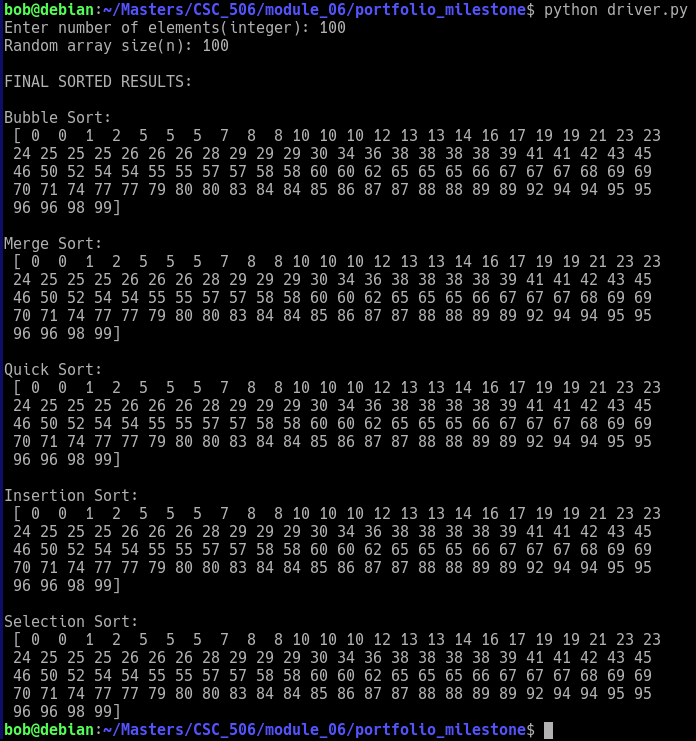 bob@debian:~/Masters/CSC_506/module_06/portfolio_milestone$ python driver.py
Enter number of elements(integer): 100
Random array size(n): 100
FINAL SORTED RESULTS:
Bubble Sort:
[ 0  0  1  2  5  5  5  7  8  8 10 10 10 12 13 13 14 16 17 19 19 21 23 23
24 25 25 25 26 26 26 28 29 29 29 30 34 36 38 38 38 38 39 41 41 42 43 45
46 50 52 54 54 55 55 57 57 58 58 60 60 62 65 65 65 66 67 67 67 68 69 69
70 71 74 77 77 79 80 80 83 84 84 85 86 87 87 88 88 89 89 92 94 94 95 95
96 96 98 99]
Merge Sort:
[ 0  0  1  2  5  5  5  7  8  8 10 10 10 12 13 13 14 16 17 19 19 21 23 23
24 25 25 25 26 26 26 28 29 29 29 30 34 36 38 38 38 38 39 41 41 42 43 45
46 50 52 54 54 55 55 57 57 58 58 60 60 62 65 65 65 66 67 67 67 68 69 69
70 71 74 77 77 79 80 80 83 84 84 85 86 87 87 88 88 89 89 92 94 94 95 95
96 96 98 99]
Quick Sort:
[ 0  0  1  2  5  5  5  7  8  8 10 10 10 12 13 13 14 16 17 19 19 21 23 23
24 25 25 25 26 26 26 28 29 29 29 30 34 36 38 38 38 38 39 41 41 42 43 45
46 50 52 54 54 55 55 57 57 58 58 60 60 62 65 65 65 66 67 67 67 68 69 69
70 71 74 77 77 79 80 80 83 84 84 85 86 87 87 88 88 89 89 92 94 94 95 95
96 96 98 99]
Insertion Sort:
[ 0  0  1  2  5  5  5  7  8  8 10 10 10 12 13 13 14 16 17 19 19 21 23 23
24 25 25 25 26 26 26 28 29 29 29 30 34 36 38 38 38 38 39 41 41 42 43 45
46 50 52 54 54 55 55 57 57 58 58 60 60 62 65 65 65 66 67 67 67 68 69 69
70 71 74 77 77 79 80 80 83 84 84 85 86 87 87 88 88 89 89 92 94 94 95 95
96 96 98 99]
Selection Sort:
[ 0  0  1  2  5  5  5  7  8  8 10 10 10 12 13 13 14 16 17 19 19 21 23 23
24 25 25 25 26 26 26 28 29 29 29 30 34 36 38 38 38 38 39 41 41 42 43 45
46 50 52 54 54 55 55 57 57 58 58 60 60 62 65 65 65 66 67 67 67 68 69 69
70 71 74 77 77 79 80 80 83 84 84 85 86 87 87 88 88 89 89 92 94 94 95 95
96 96 98 99]
bob@debian:~/Masters/CSC_506/module_06/portfolio_milestone$